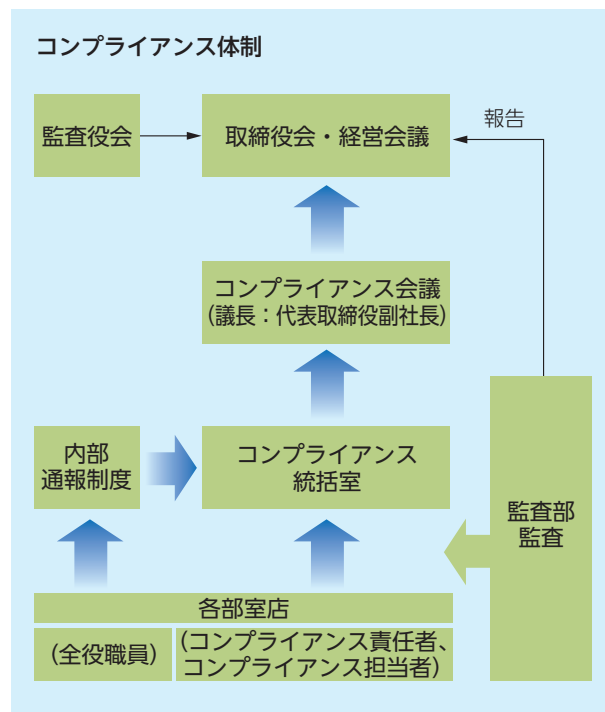 コンプライアンス体制
監査役会
取締役会・経営会議
報告
コンプライアンス会議
(議長：代表取締役副社長)
内部
通報制度
コンプライアンス
統括室
監査部
監査
各部室店
(全役職員)
(コンプライアンス責任者、
コンプライアンス担当者)